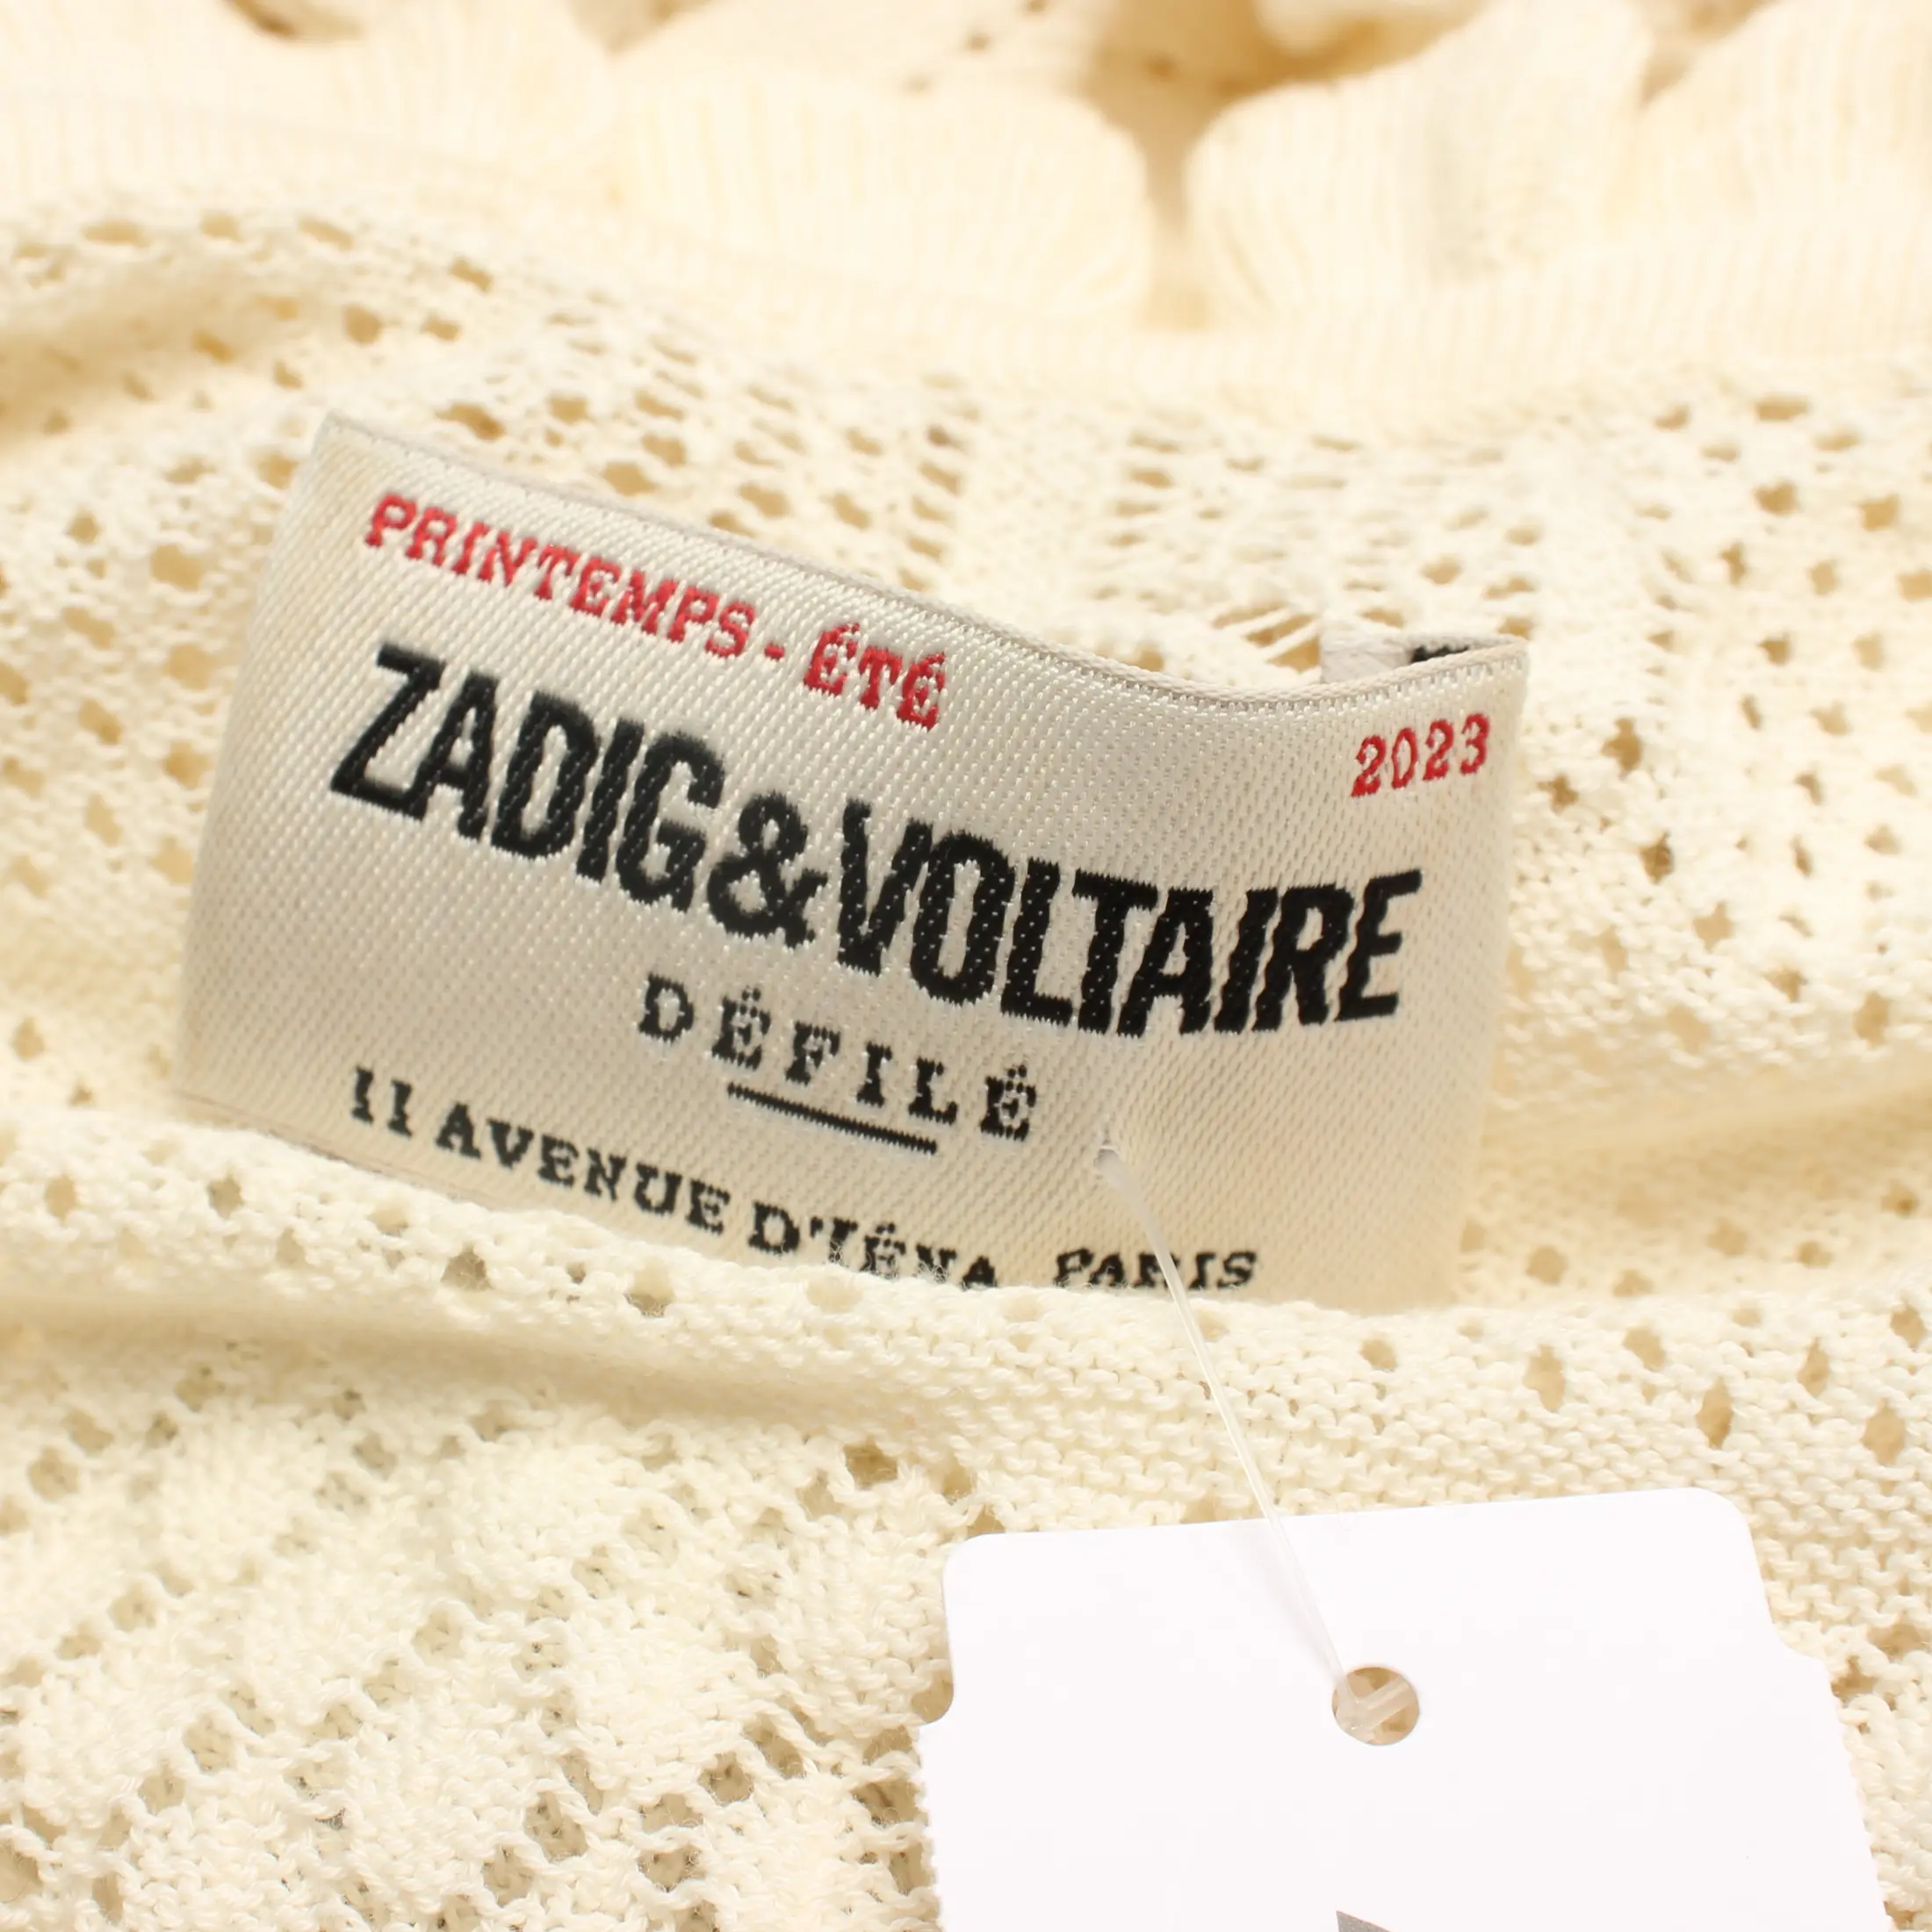 PRINTEMPS - ÉTÉ 2023
ZADIG&VOLTAIRE
DÉFILÉ
11 AVENUE D'IÉNA PARIS